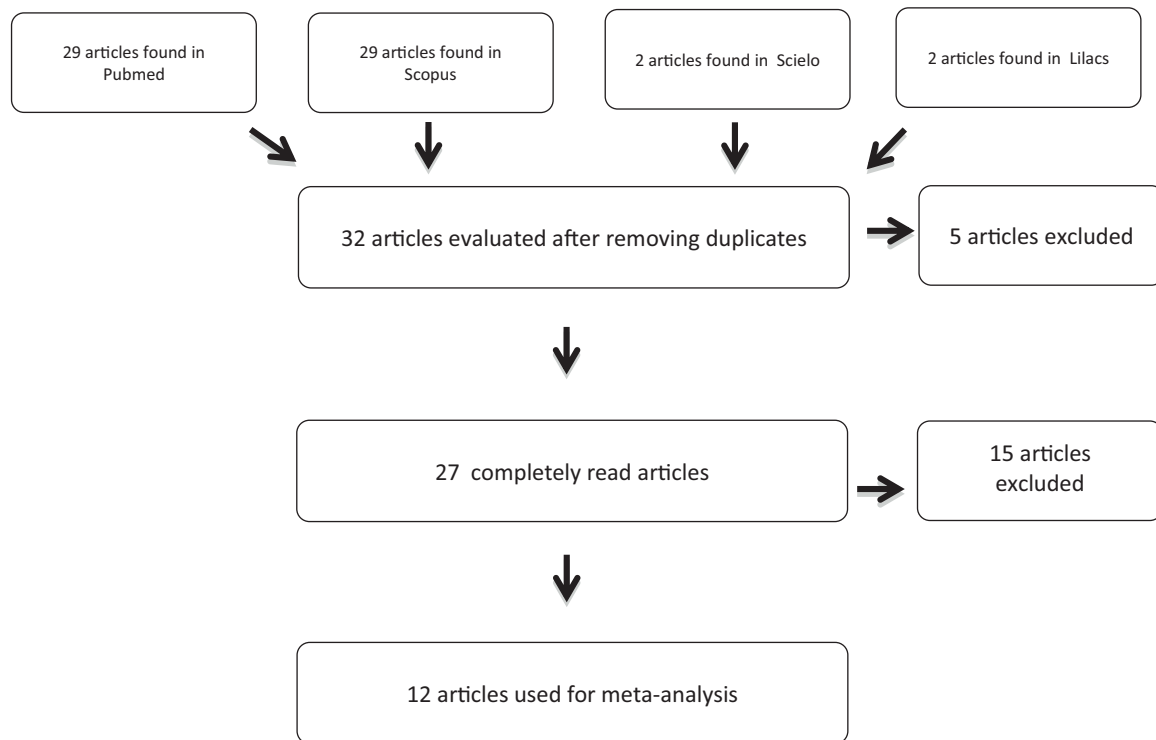 29 articles found in
Pubmed
29 articles found in
Scopus
2 articles found in Scielo
2 articles found in Lilacs
32 articles evaluated after removing duplicates
5 articles excluded
27 completely read articles
15 articles
excluded
12 articles used for meta-analysis